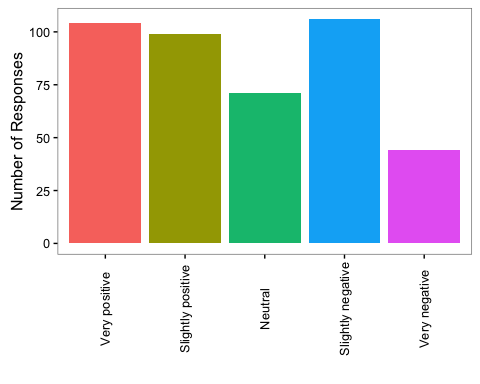 Number of Responses
100
75
50
25
0
Very positive
Slightly positive
Neutral
Slightly negative
Very negative